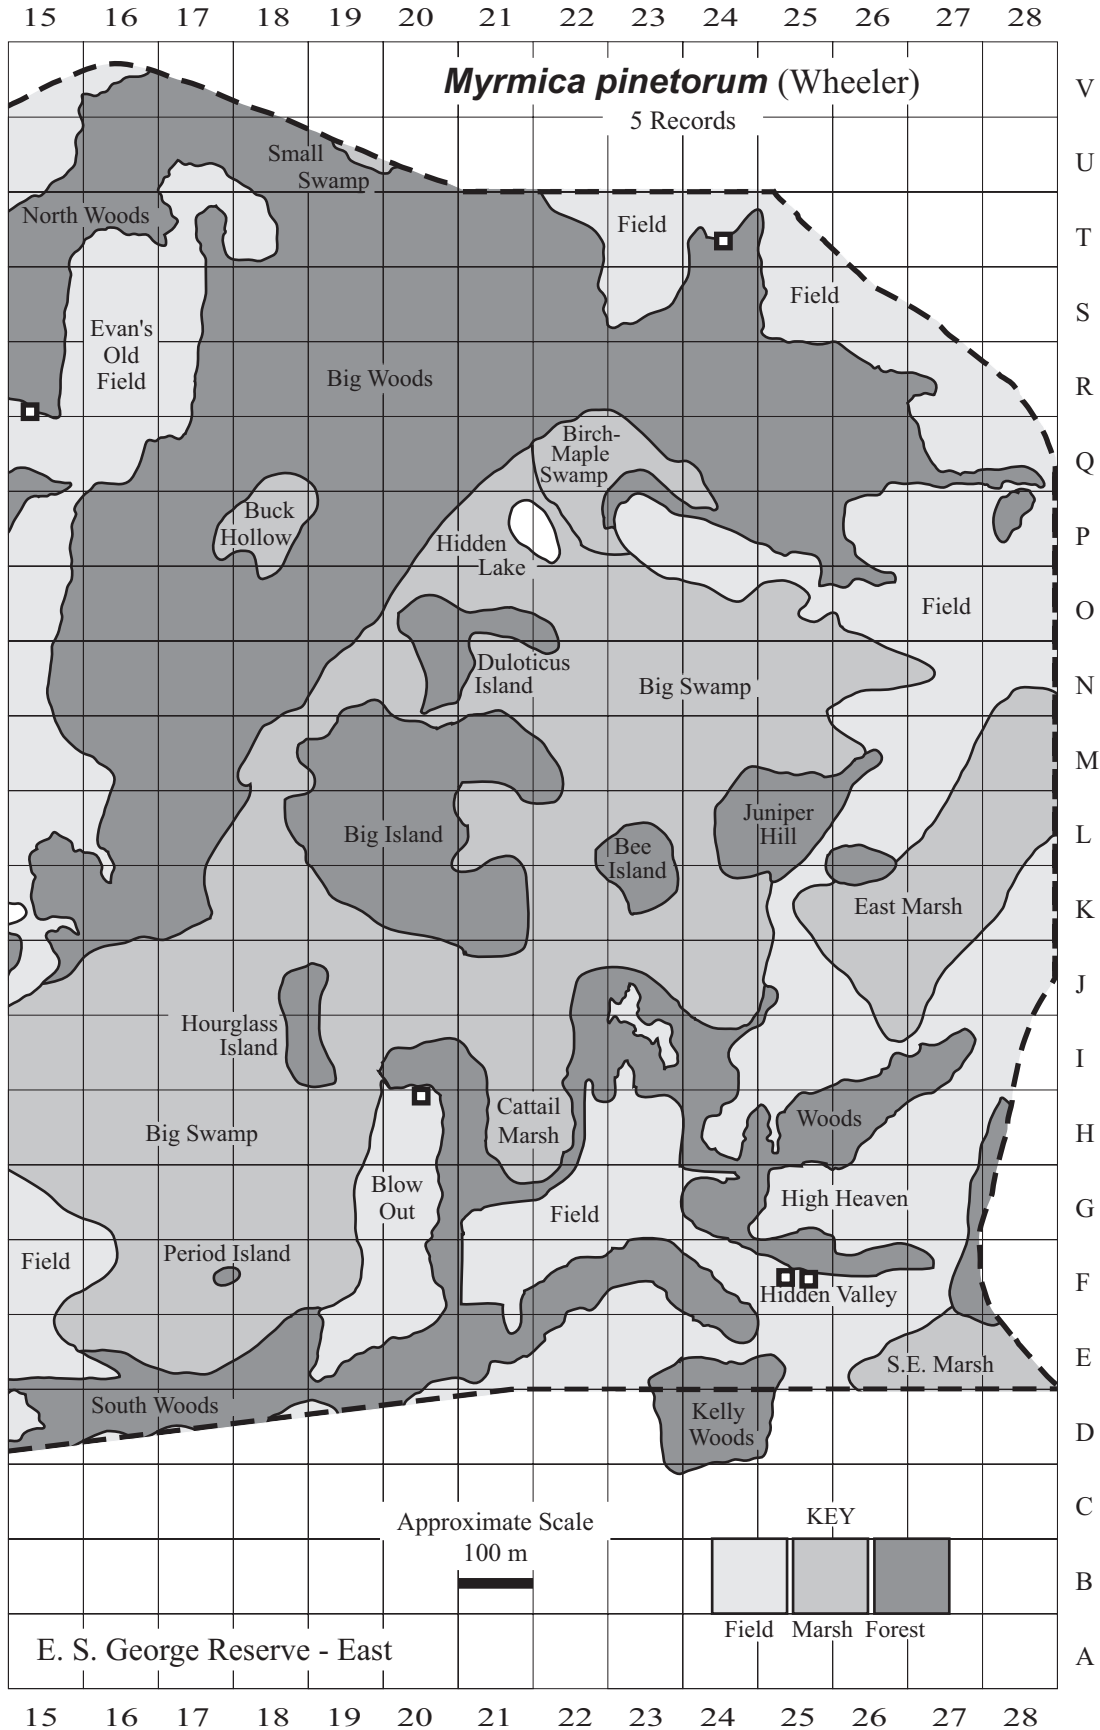 15 16 17 18 19 20 21 22 23 24 25 26 27 28
Myrmica pinetorum (Wheeler)
V
5 Records
Small
Swamp
U
North Woods
Field
T
Field
S
Evan's
Old
Field
Big Woods
R
Birch-
Maple
Swamp
Q
Buck
Hollow
Hidden
Lake
P
Field
O
Duloticus
Island
Big Swamp
N
M
Big Island
Juniper
Hill
L
Bee
Island
East Marsh
K
J
Hourglass
Island
I
Cattail
Marsh
Woods
Big Swamp
H
Blow
Out
Field
High Heaven
G
Field
Period Island
F
Hidden Valley
S.E. Marsh
E
South Woods
Kelly
Woods
D
C
Approximate Scale
100 m
KEY
B
Field Marsh Forest
E. S. George Reserve - East
A
15 16 17 18 19 20 21 22 23 24 25 26 27 28